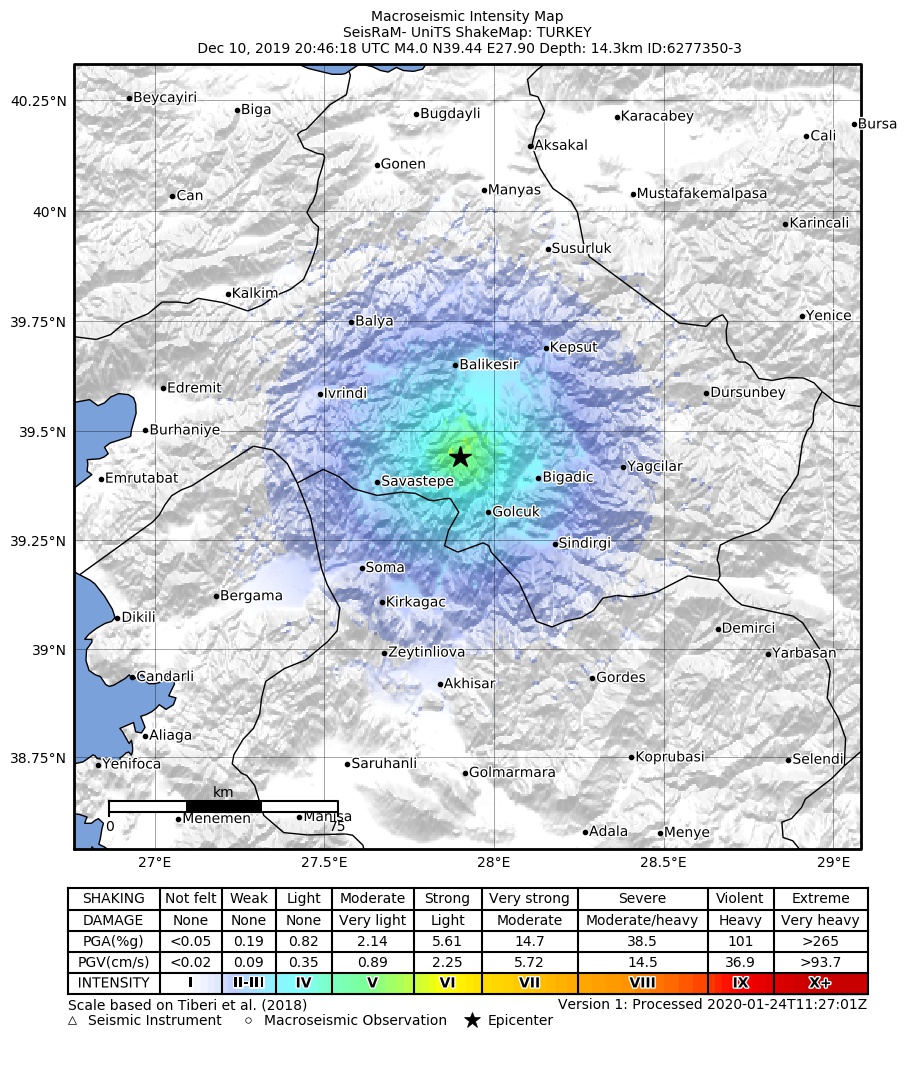 Macroseismic Intensity Map
SeisRaM- UniTS ShakeMap: TURKEY
Dec 10, 2019 20:46:18 UTC M4.0 N39.44 E27.90 Depth: 14.3km ID:6277350-3
40.25°N
Beycayiri
Biga
Bugdayli
Karacabey
Bursa
Cali
Aksakal
Gonen
Can
Manyas
Mustafakemalpasa
40°N
Karincali
Susurluk
Kalkim
39.75°N
Balya
Yenice
Kepsut
Balikesir
Edremit
Ivrindi
Dursunbey
39.5°N
Burhaniye
Yagcilar
Emrutabat
Savastepe
Bigadic
Golcuk
39.25°N
Sindirgi
Soma
Bergama
Kirkagac
Dikili
Demirci
39°N
Zeytinliova
Yarbasan
Candarli
Akhisar
Gordes
Aliaga
38.75°N
Yenifoca
Saruhanli
Golmarmara
Koprubasi
Selendi
km
0
75
Menemen
Manisa
Adala
Menye
27°E
27.5°E
28°E
28.5°E
29°E
SHAKING Not felt Weak Light Moderate Strong Very strong Severe Violent Extreme
DAMAGE None None None Very light Light Moderate Moderate/heavy Heavy Very heavy
PGA(%g) <0.05 0.19 0.82 2.14 5.61 14.7 38.5 101 >265
PGV(cm/s) <0.02 0.09 0.35 0.89 2.25 5.72 14.5 36.9 >93.7
INTENSITY I II-III IV V VI VII VIII IX X+
Scale based on Tiberi et al. (2018)
Version 1: Processed 2020-01-24T11:27:01Z
Seismic Instrument
Macroseismic Observation
Epicenter